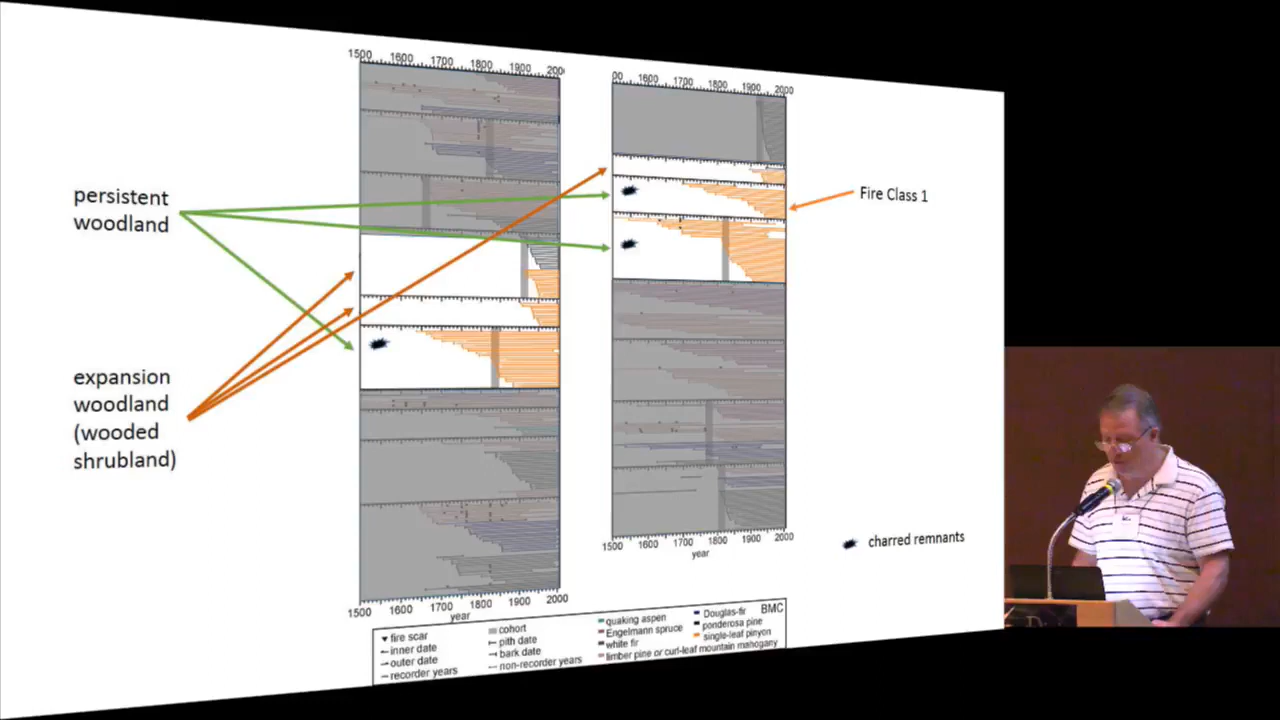 1500 1600 1700 1800 1900 200
00 1600 1700 1800 1900 2000
persistent
woodland
Fire Class 1
expansion
woodland
(wooded
shrubland)
charred remnants
1500 1600 1700 1800 1900 2000
year
1500 1600 1700 1800 1900 2000
year
BMC
fire scar
inner date
outer date
recorder years
cohort
pith date
bark date
non-recorder years
quaking aspen
Engelmann spruce
white fir
limber pine or curl-leaf mountain mahogany
Douglas-fir
ponderosa pine
single-leaf pinyon